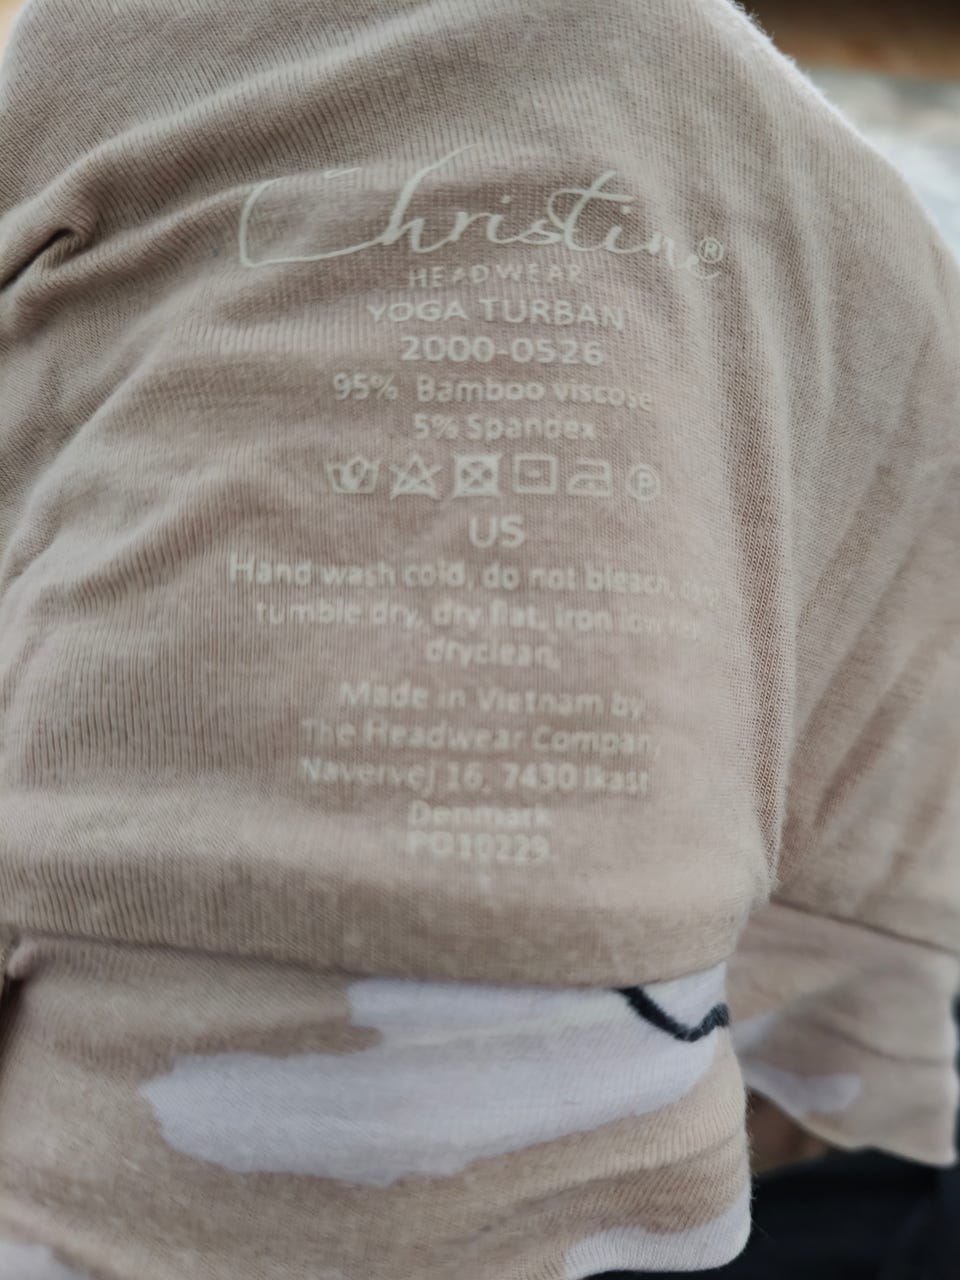 Christine®
HEADWEAR
YOGA TURBAN
2000-0526
95% Bamboo viscose
5% Spandex
P
US
Hand wash cold, do not bleach,
tumble dry, dry flat, iron low
dryclean,
Made in Vietnam by
The Headwear Company
Navervej 16, 7430 Ikast
Denmark
PO10229.